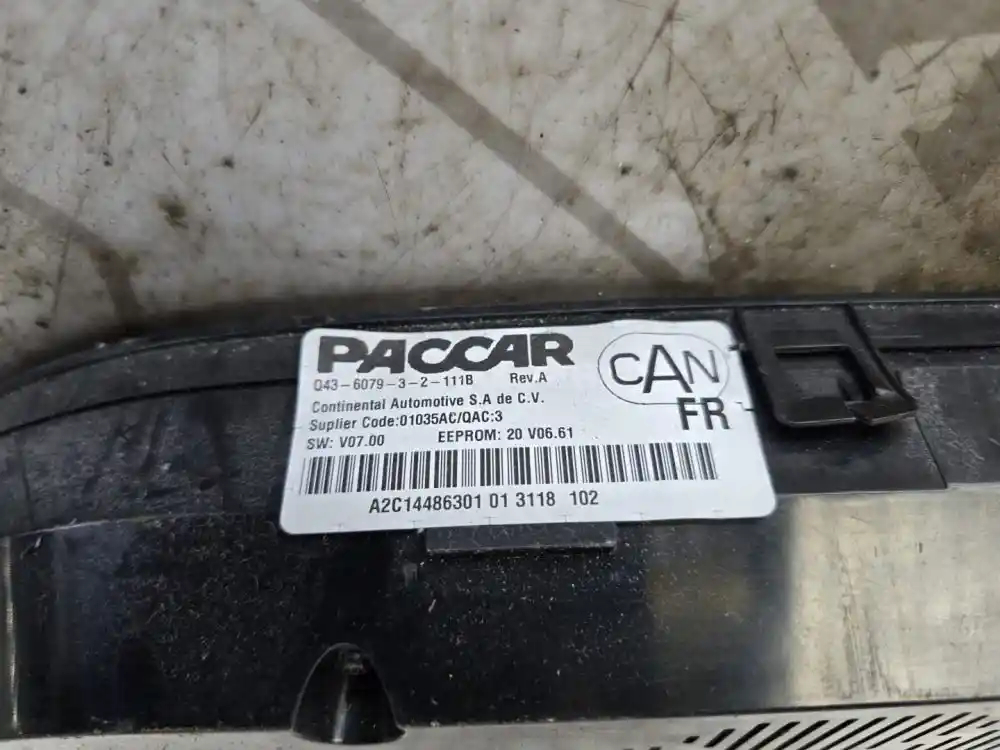 PACCAR
Q43-6079-3-2-111B Rev.A
CAN
Continental Automotive S.A de C.V.
FR
Suplier Code:01035AC/QAC:3
SW: V07.00 EEPROM: 20 V06.61
A2C14486301 01 3118 102